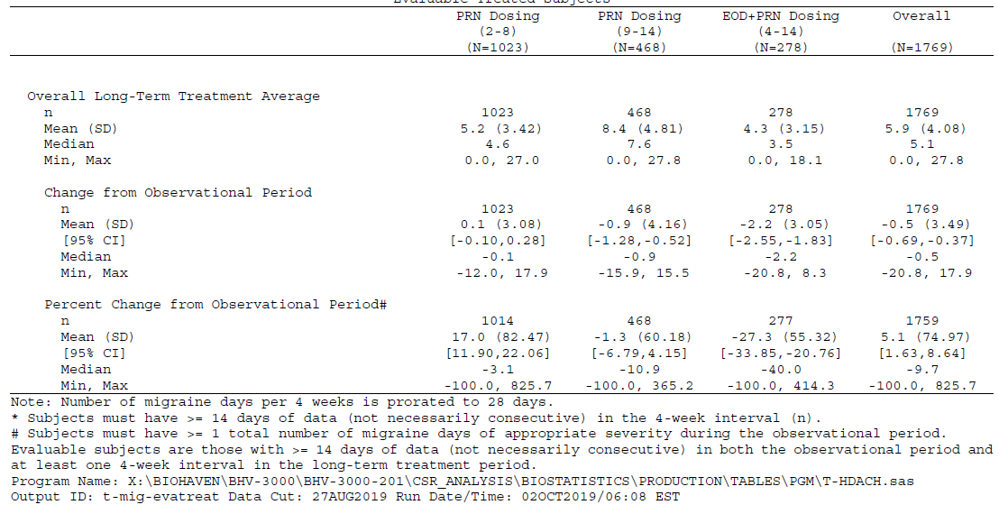 Evaluable Treated Subjects
PRN Dosing PRN Dosing EOD+PRN Dosing Overall
(2-8) (9-14) (4-14)
(N=1023) (N=468) (N=278) (N=1769)
Overall Long-Term Treatment Average
n 1023 468 278 1769
Mean (SD) 5.2 (3.42) 8.4 (4.81) 4.3 (3.15) 5.9 (4.08)
Median 4.6 7.6 3.5 5.1
Min, Max 0.0, 27.0 0.0, 27.8 0.0, 18.1 0.0, 27.8
Change from Observational Period
n 1023 468 278 1769
Mean (SD) 0.1 (3.08) -0.9 (4.16) -2.2 (3.05) -0.5 (3.49)
[95% CI] [-0.10,0.28] [-1.28,-0.52] [-2.55,-1.83] [-0.69,-0.37]
Median -0.1 -0.9 -2.2 -0.5
Min, Max -12.0, 17.9 -15.9, 15.5 -20.8, 8.3 -20.8, 17.9
Percent Change from Observational Period#
n 1014 468 277 1759
Mean (SD) 17.0 (82.47) -1.3 (60.18) -27.3 (55.32) 5.1 (74.97)
[95% CI] [11.90,22.06] [-6.79,4.15] [-33.85,-20.76] [1.63,8.64]
Median -3.1 -10.9 -40.0 -9.7
Min, Max -100.0, 825.7 -100.0, 365.2 -100.0, 414.3 -100.0, 825.7
Note: Number of migraine days per 4 weeks is prorated to 28 days.
* Subjects must have >= 14 days of data (not necessarily consecutive) in the 4-week interval (n).
# Subjects must have >= 1 total number of migraine days of appropriate severity during the observational period.
Evaluable subjects are those with >= 14 days of data (not necessarily consecutive) in both the observational period and
at least one 4-week interval in the long-term treatment period.
Program Name: X:\BIOHAVEN\BHV-3000\BHV-3000-201\CSR_ANALYSIS\BIOSTATISTICS\PRODUCTION\TABLES\PGM\T-HDACH.sas
Output ID: t-mig-evatreat Data Cut: 27AUG2019 Run Date/Time: 02OCT2019/06:08 EST